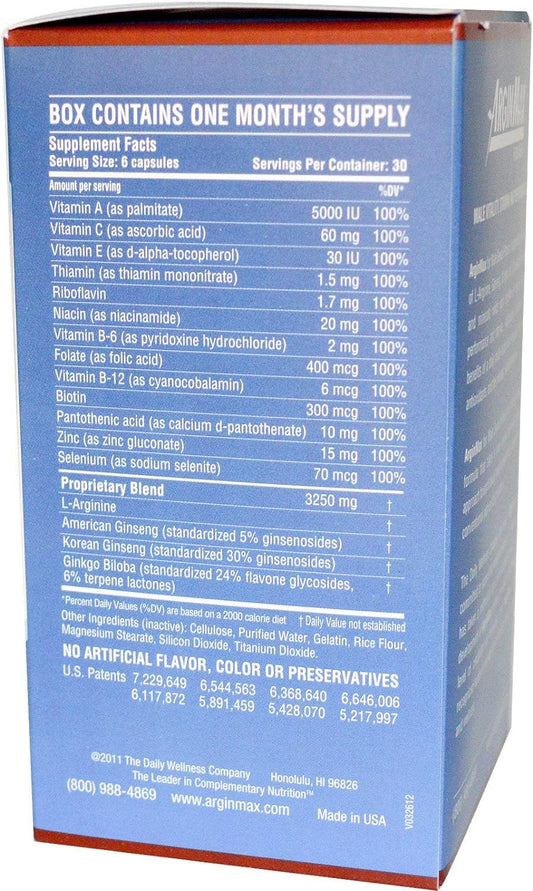 BOX CONTAINS ONE MONTH'S SUPPLY
Supplement Facts
Serving Size: 6 capsules Servings Per Container: 30
Amount per serving %DV*
Vitamin A (as palmitate) 5000 IU 100%
Vitamin C (as ascorbic acid) 60 mg 100%
Vitamin E (as d-alpha-tocopherol) 30 IU 100%
Thiamin (as thiamin mononitrate) 1.5 mg 100%
Riboflavin 1.7 mg 100%
Niacin (as niacinamide) 20 mg 100%
Vitamin B-6 (as pyridoxine hydrochloride) 2 mg 100%
Folate (as folic acid) 400 mcg 100%
Vitamin B-12 (as cyanocobalamin) 6 mcg 100%
Biotin 300 mcg 100%
Pantothenic acid (as calcium d-pantothenate) 10 mg 100%
Zinc (as zinc gluconate) 15 mg 100%
Selenium (as sodium selenite) 70 mcg 100%
Proprietary Blend 3250 mg †
L-Arginine †
American Ginseng (standardized 5% ginsenosides) †
Korean Ginseng (standardized 30% ginsenosides) †
Ginkgo Biloba (standardized 24% flavone glycosides, †
6% terpene lactones)
*Percent Daily Values (%DV) are based on a 2000 calorie diet † Daily Value not established
Other Ingredients (inactive): Cellulose, Purified Water, Gelatin, Rice Flour,
Magnesium Stearate, Silicon Dioxide, Titanium Dioxide.
NO ARTIFICIAL FLAVOR, COLOR OR PRESERVATIVES
U.S. Patents 7,229,649 6,544,563 6,368,640 6,646,006
6,117,872 5,891,459 5,428,070 5,217,997
@2011 The Daily Wellness Company Honolulu, HI 96826
The Leader in Complementary Nutrition™
(800) 988-4869 www.arginmax.com Made in USA
V032612
ArginMax
MALE VITALITY
ArginMax
ArginMax
The Daily